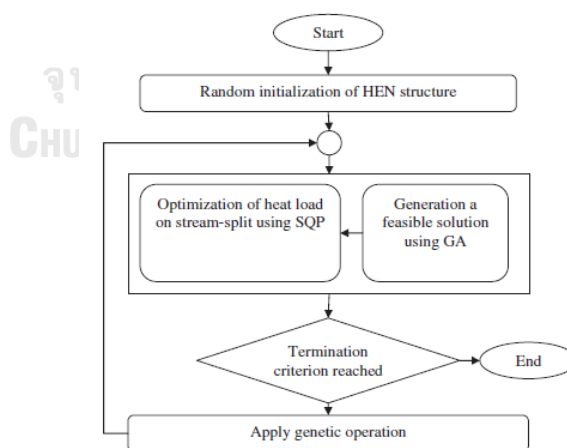 Start
Random initialization of HEN structure
Optimization of heat load
on stream-split using SQP
Generation a
feasible solution
using GA
Termination
criterion reached
End
Apply genetic operation